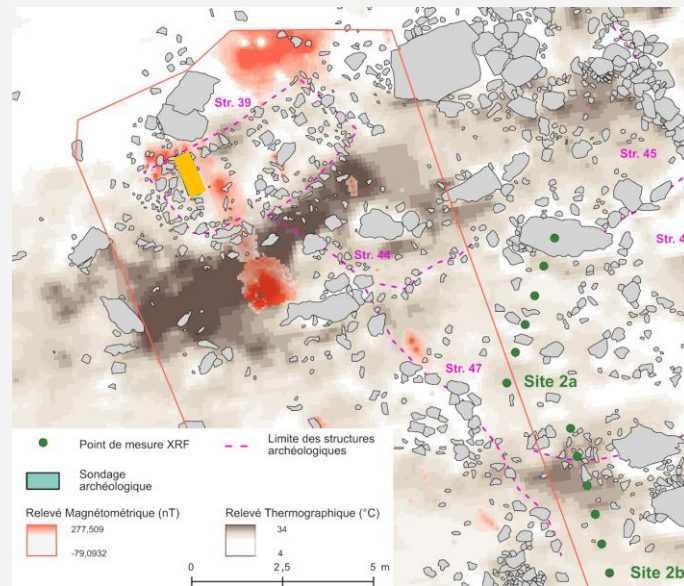 Str. 39
Str. 45
Str. 4
Str. 44
Str. 47
Site 2a
Site 2b
Point de mesure XRF
Limite des structures
archéologiques
Sondage
archéologique
Relevé Magnétométrique (nT)
277,509
-79,0932
Relevé Thermographique (°C)
34
4
0 2,5 5 m